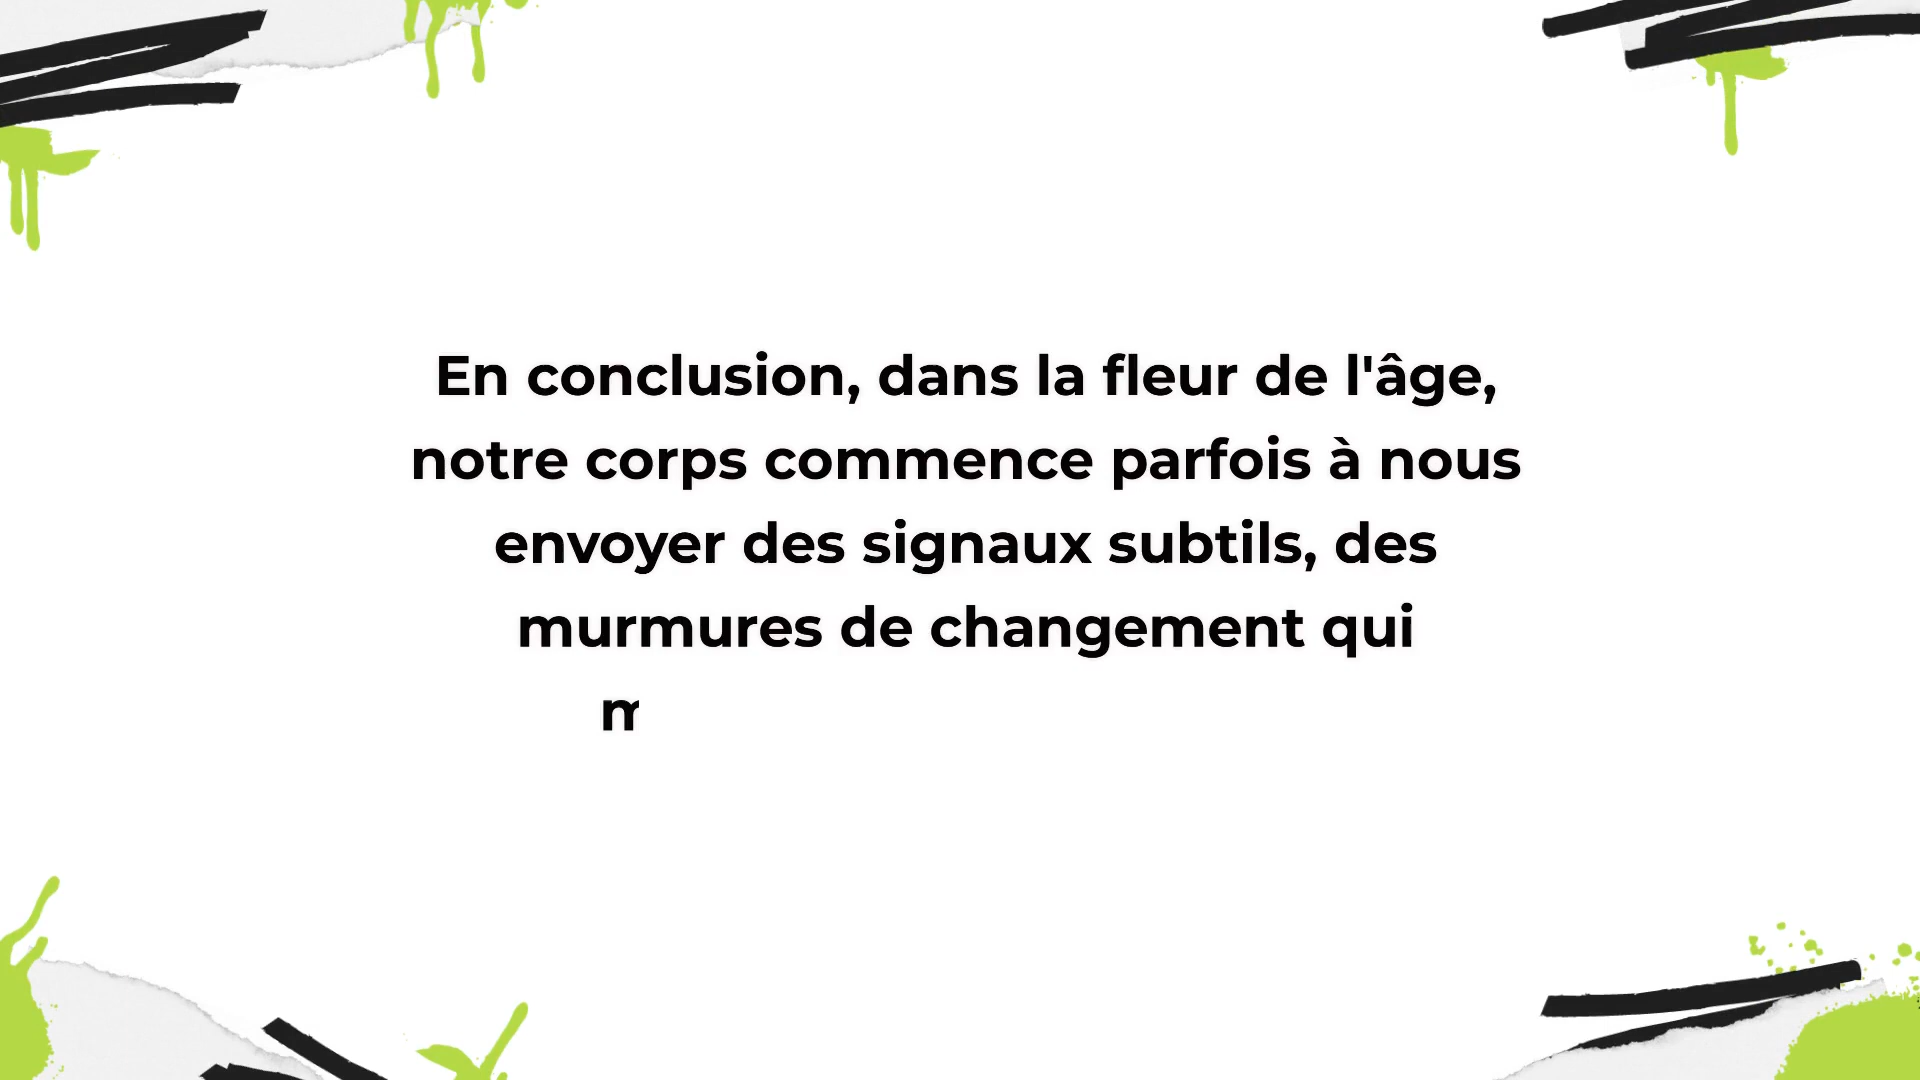 En conclusion, dans la fleur de l'âge,
notre corps commence parfois à nous
envoyer des signaux subtils, des
murmures de changement qui